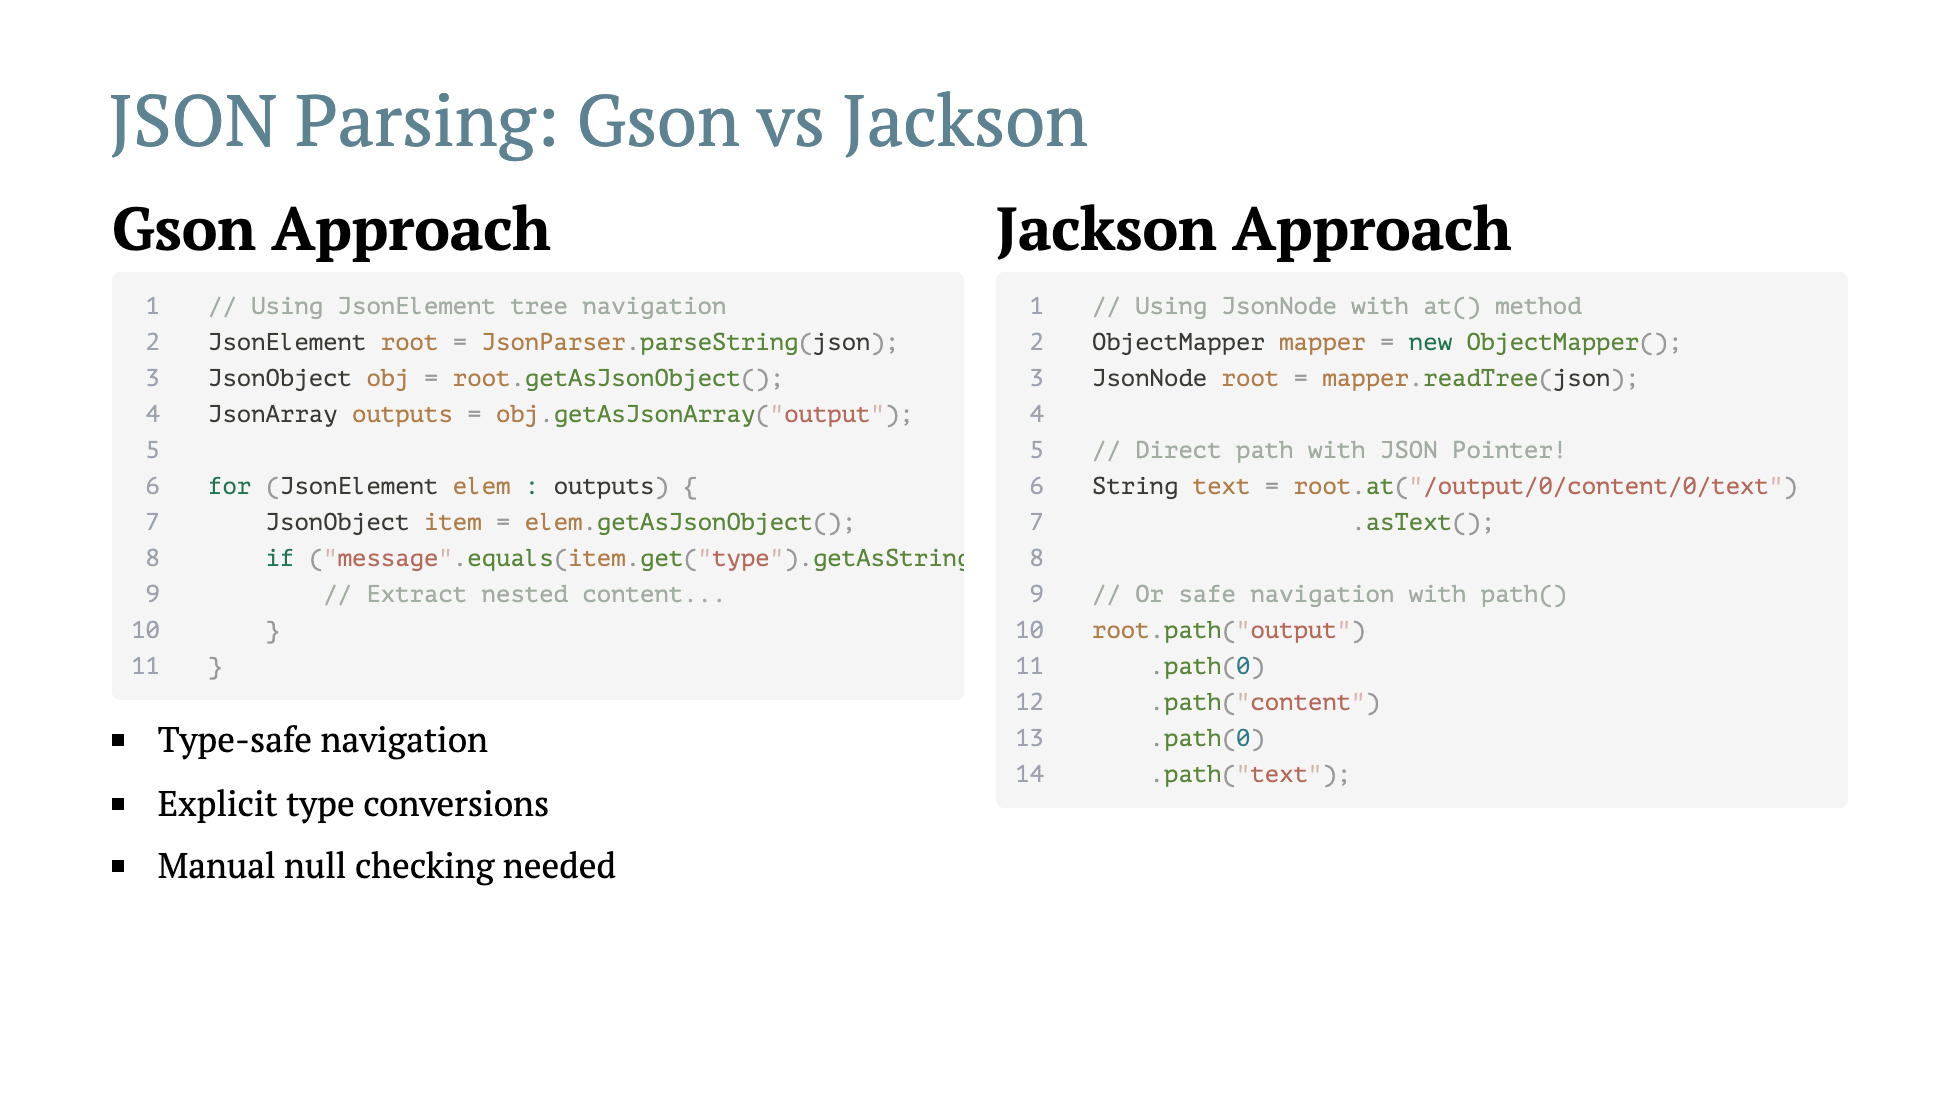 JSON Parsing: Gson vs Jackson
Gson Approach
1 // Using JsonElement tree navigation
2 JsonElement root = JsonParser.parseString(json);
3 JsonObject obj = root.getAsJsonObject();
4 JsonArray outputs = obj.getAsJsonArray("output");
5
6 for (JsonElement elem : outputs) {
7     JsonObject item = elem.getAsJsonObject();
8     if ("message".equals(item.get("type").getAsString
9         // Extract nested content...
10     }
11 }
▪ Type-safe navigation
▪ Explicit type conversions
▪ Manual null checking needed
Jackson Approach
1 // Using JsonNode with at() method
2 ObjectMapper mapper = new ObjectMapper();
3 JsonNode root = mapper.readTree(json);
4
5 // Direct path with JSON Pointer!
6 String text = root.at("/output/0/content/0/text")
7                   .asText();
8
9 // Or safe navigation with path()
10 root.path("output")
11     .path(0)
12     .path("content")
13     .path(0)
14     .path("text");